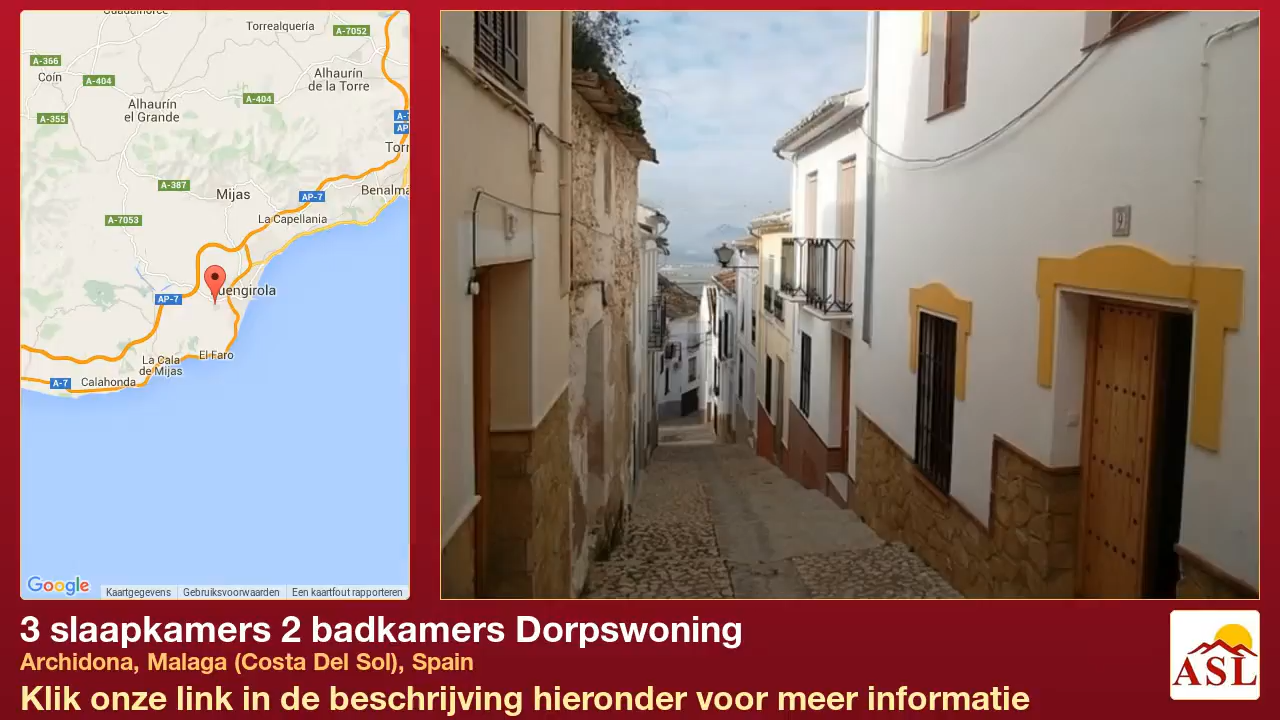 Torrealquería
A-7052
A-366
Coín
A-404
Alhaurín
de la Torre
Alhaurín
el Grande
A-404
A-355
A-387
Mijas
AP-7
La Capellania
A-7053
AP-7
El Faro
La Cala
de Mijas
A-7
Calahonda
Google
Kaartgegevens
Gebruiksvoorwaarden
Een kaartfout rapporteren
9
3 slaapkamers 2 badkamers Dorpswoning
Archidona, Malaga (Costa Del Sol), Spain
Klik onze link in de beschrijving hieronder voor meer informatie
ASL